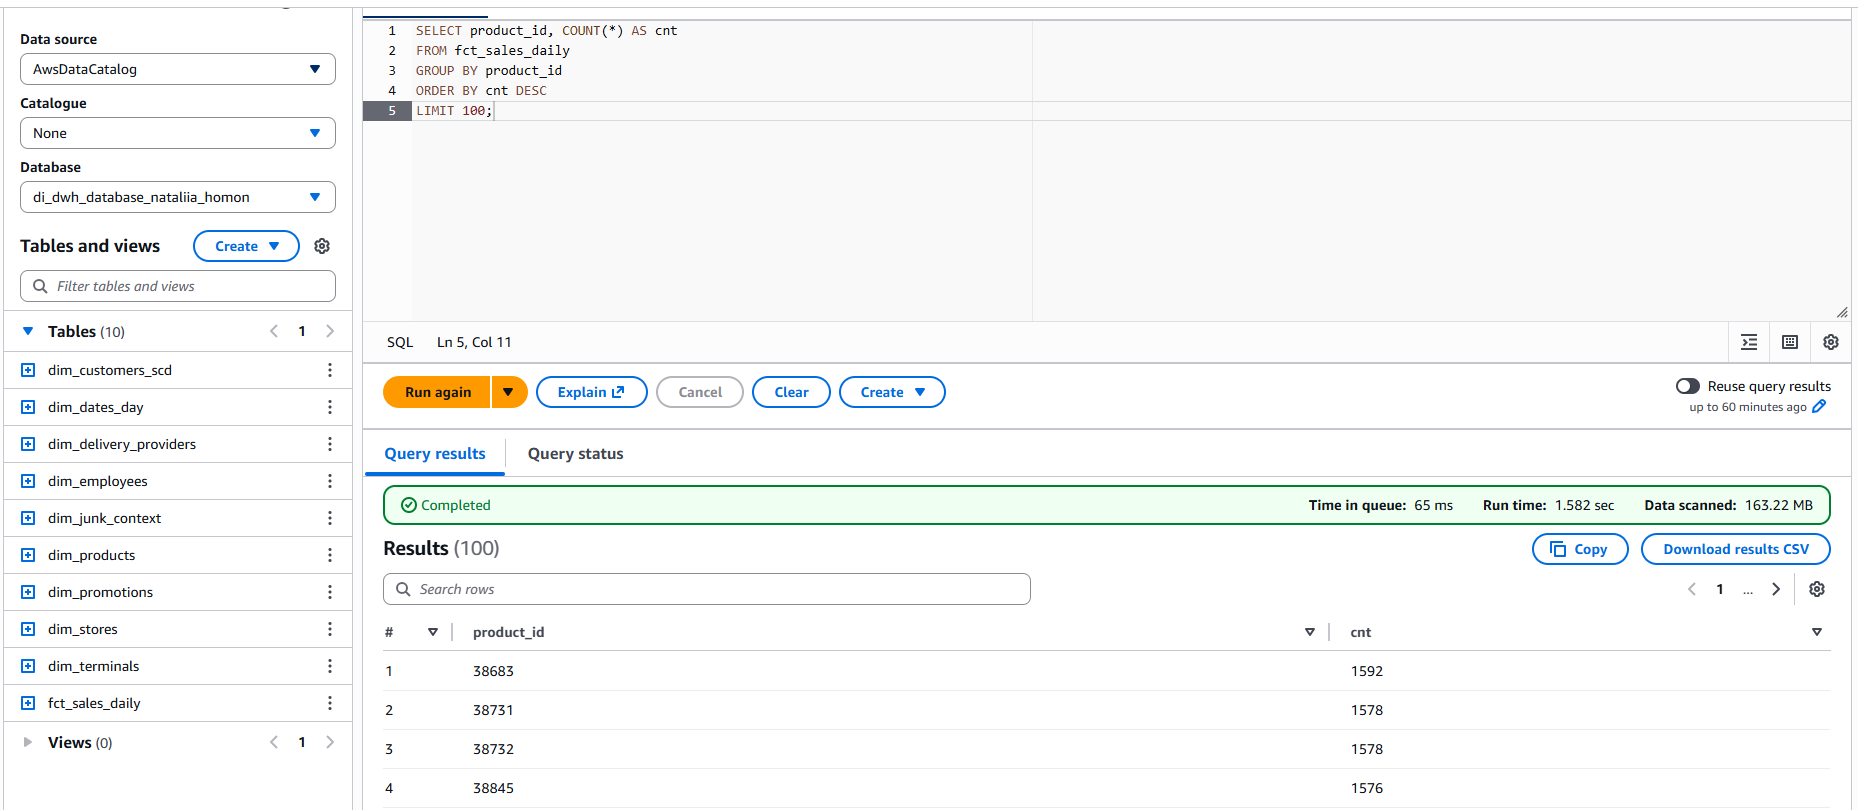 Data source
AwsDataCatalog
Catalogue
None
Database
di_dwh_database_nataliia_homon
Tables and views
Create
Filter tables and views
Tables (10)
1
dim_customers_scd
dim_dates_day
dim_delivery_providers
dim_employees
dim_junk_context
dim_products
dim_promotions
dim_stores
dim_terminals
fct_sales_daily
Views (0)
1
1 SELECT product_id, COUNT(*) AS cnt
2 FROM fct_sales_daily
3 GROUP BY product_id
4 ORDER BY cnt DESC
5 LIMIT 100;
SQL Ln 5, Col 11
Run again Explain Cancel Clear Create
Reuse query results
up to 60 minutes ago
Query results Query status
Completed Time in queue: 65 ms Run time: 1.582 sec Data scanned: 163.22 MB
Results (100) Copy Download results CSV
Search rows
1 ...
# product_id cnt
1 38683 1592
2 38731 1578
3 38732 1578
4 38845 1576